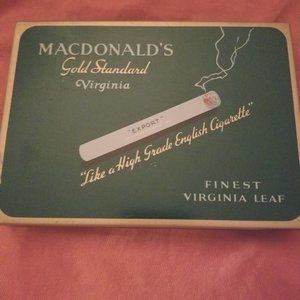 MACDONALD'S
Gold Standard
Virginia
"EXPORT"
"Like a High Grade English Cigarette"
FINEST
VIRGINIA LEAF